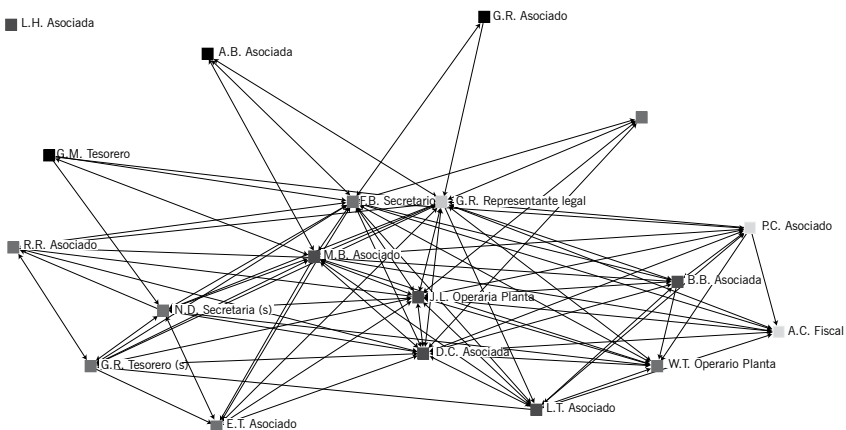 G.R. Asociado
L.H. Asociada
A.B. Asociada
G.M. Tesorero
F.B. Secretario
G.R. Representante legal
P.C. Asociado
R.R. Asociado
M.B. Asociado
B.B. Asociada
J.L. Operaria Planta
N.D. Secretaria (s)
A.C. Fiscal
D.C. Asociada
G.R. Tesorero (s)
W.T. Operario Planta
L.T. Asociado
E.T. Asociado